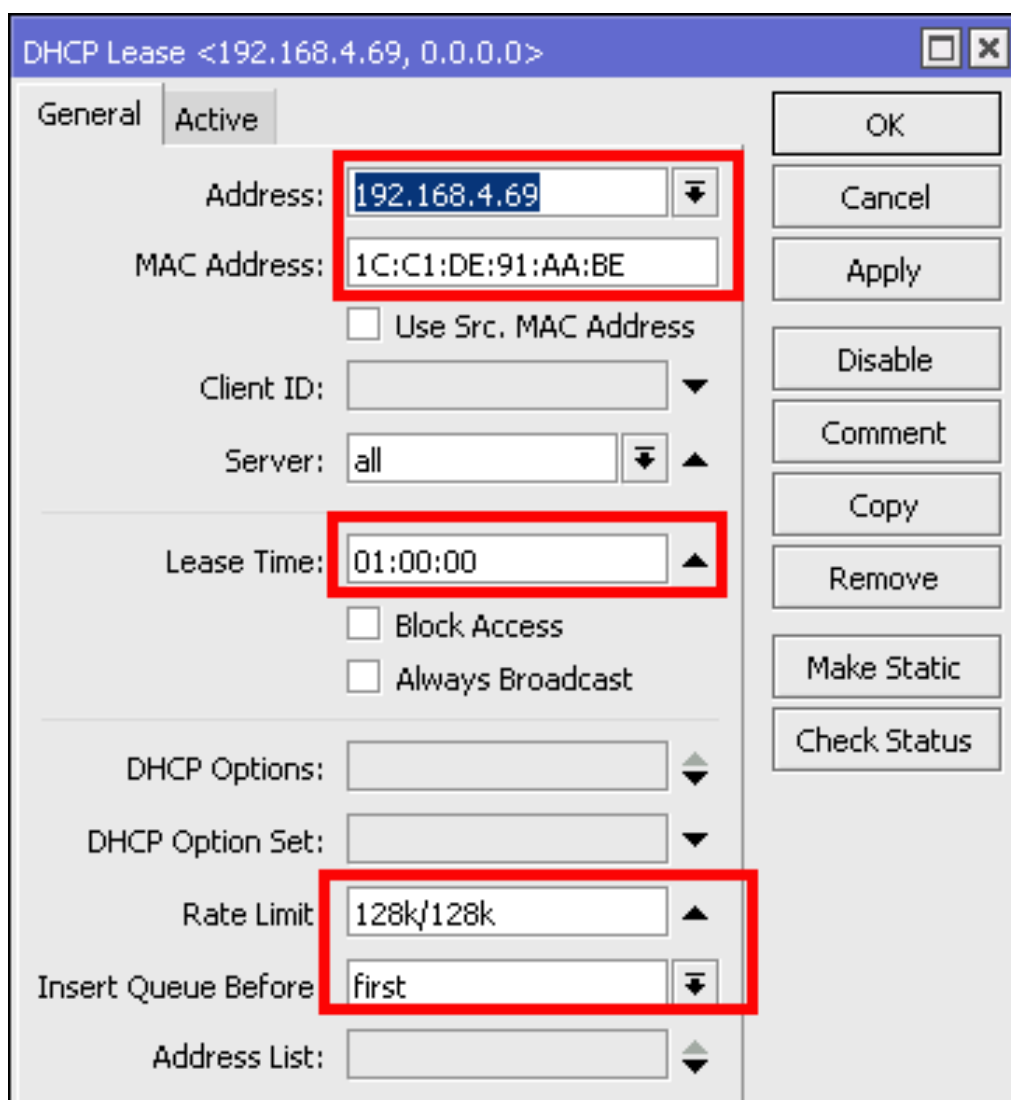 DHCP Lease <192.168.4.69, 0.0.0.0>
General Active
OK
Address: 192.168.4.69
Cancel
MAC Address: 1C:C1:DE:91:AA:BE
Apply
Use Src. MAC Address
Disable
Client ID:
Comment
Server: all
Copy
Lease Time: 01:00:00
Remove
Block Access
Make Static
Always Broadcast
Check Status
DHCP Options:
DHCP Option Set:
Rate Limit 128k/128k
Insert Queue Before first
Address List: